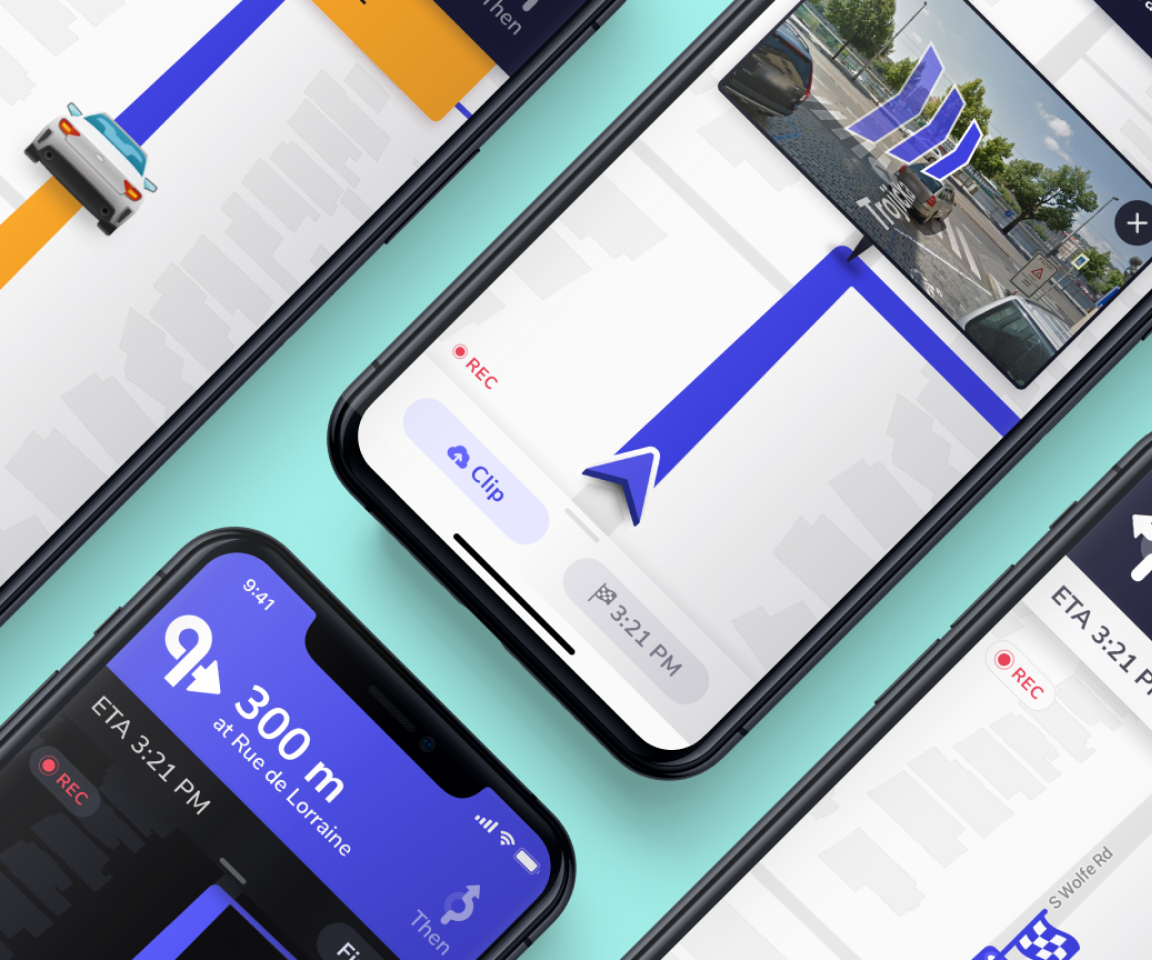 Then
Trojická
REC
Clip
3:21 PM
9:41
300 m
at Rue de Lorraine
ETA 3:21 PM
REC
Then
Fi
ETA 3:21 P
REC
S Wolfe Rd